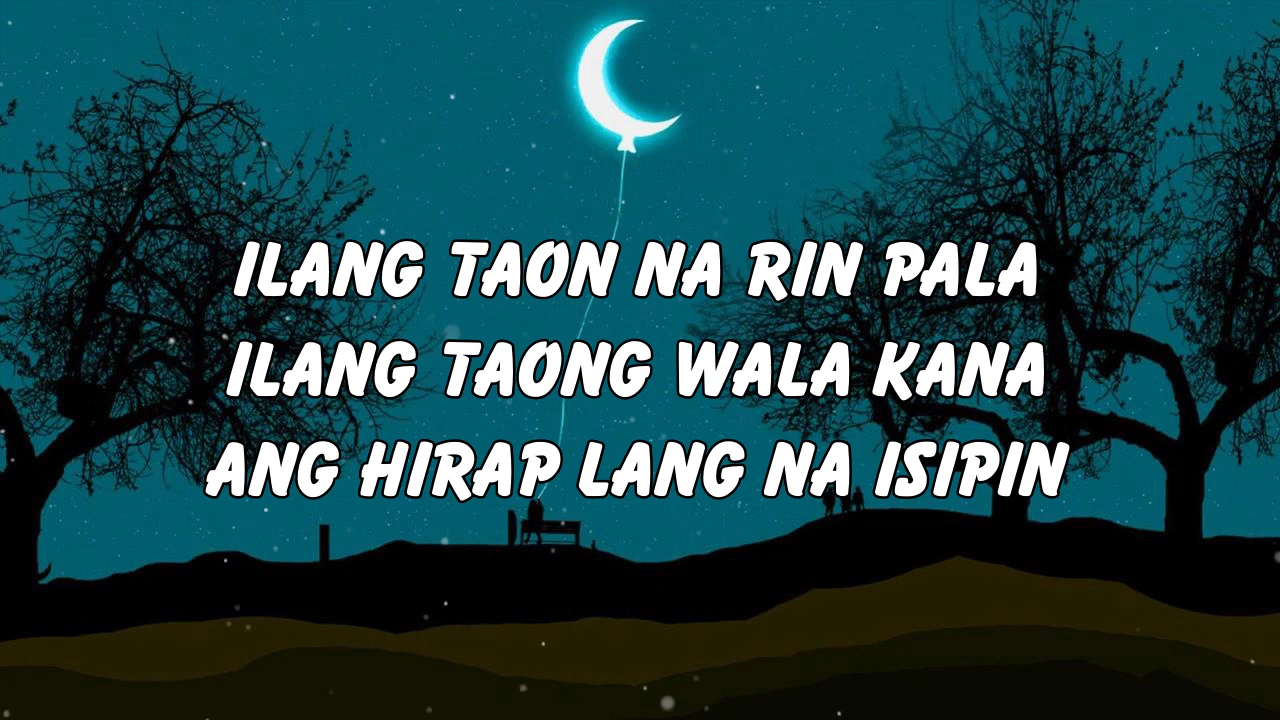 ILANG TAON NA RIN PALA
ILANG TAONG WALA KANA
ANG HIRAP LANG NA ISIPIN